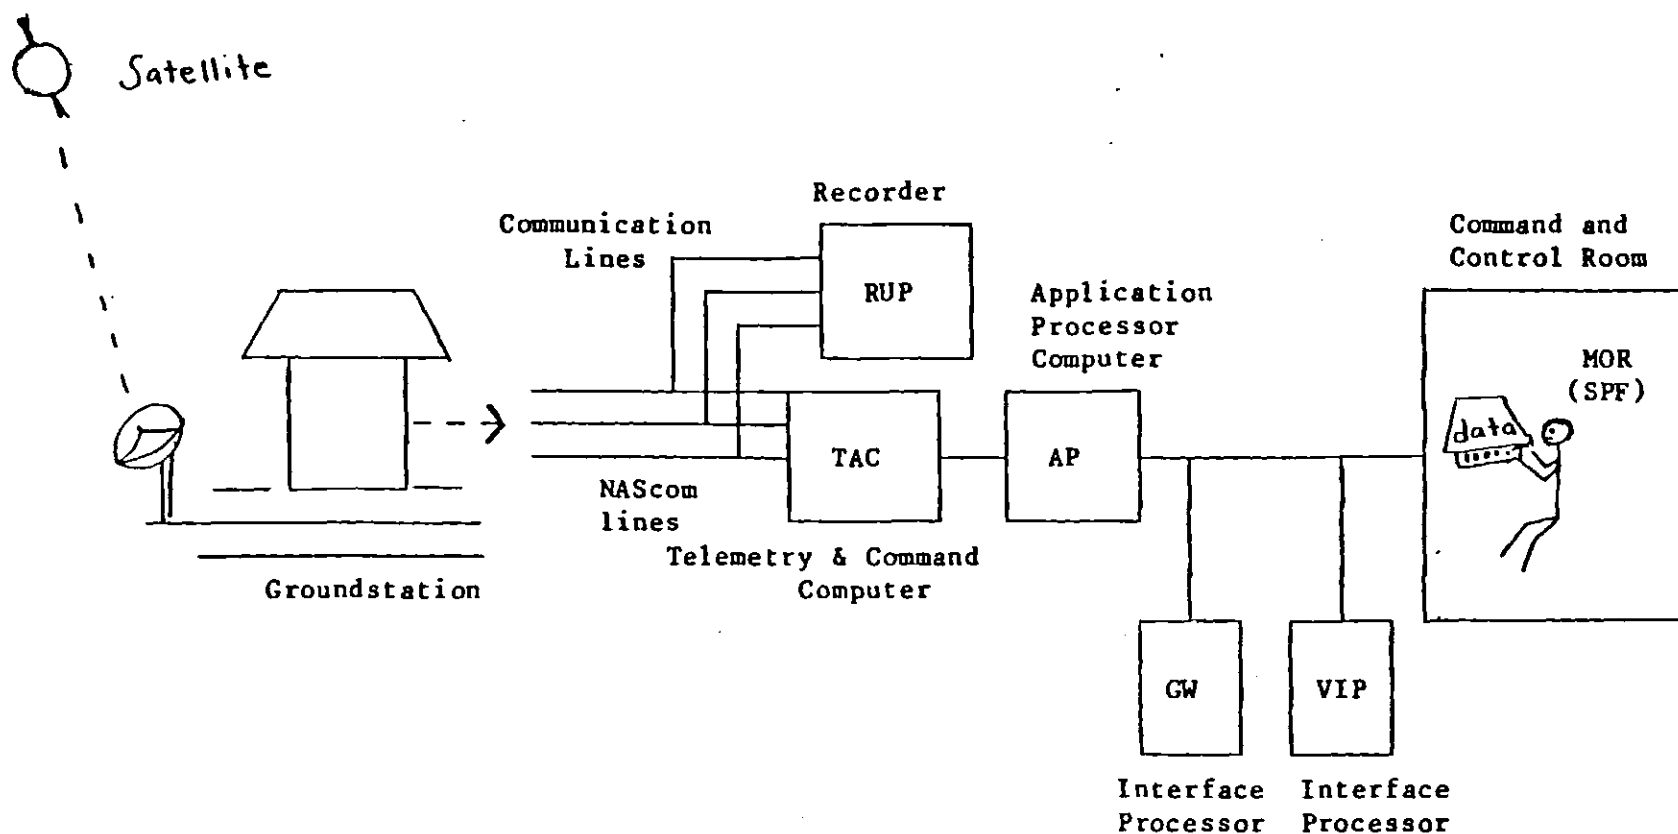 Satellite
Recorder
Communication
Lines
RUP
Command and
Control Room
Application
Processor
Computer
MOR
(SPF)
data
TAC
AP
NAScom
lines
Telemetry & Command
Computer
Groundstation
GW
VIP
Interface
Processor
Interface
Processor